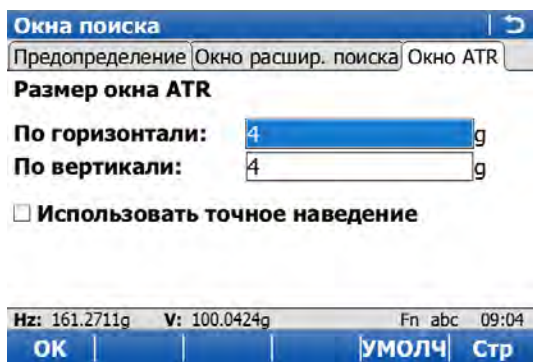 Окна поиска
Предопределение Окно расшир. поиска Окно ATR
Размер окна ATR
По горизонтали: 4 g
По вертикали: 4 g
Использовать точное наведение
Hz: 161.2711g V: 100.0424g Fn abc 09:04
OK УМОЛЧ Стр